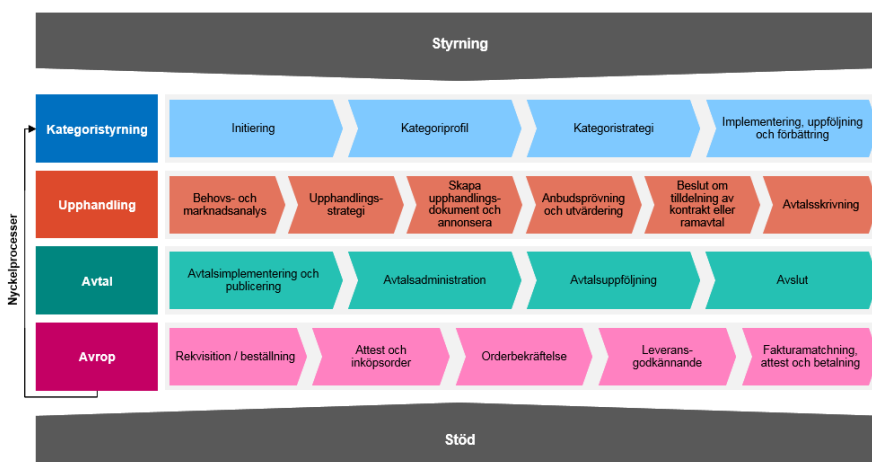 Styrning
Nyckelprocesser
Kategoristyrning
Initiering
Kategoriprofil
Kategoristrategi
Implementering, uppföljning
och förbättring
Upphandling
Behovs- och
marknadsanalys
Upphandlings-
strategi
Skapa
upphandlings-
dokument och
annonsera
Anbudsprövning
och utvärdering
Beslut om
tilldelning av
kontrakt eller
ramavtal
Avtalsskrivning
Avtal
Avtalsimplementering och
publicering
Avtalsadministration
Avtalsuppföljning
Avslut
Avrop
Rekvisition / beställning
Attest och
inköpsorder
Orderbekräftelse
Leverans-
godkännande
Fakturamatchning,
attest och betalning
Stöd